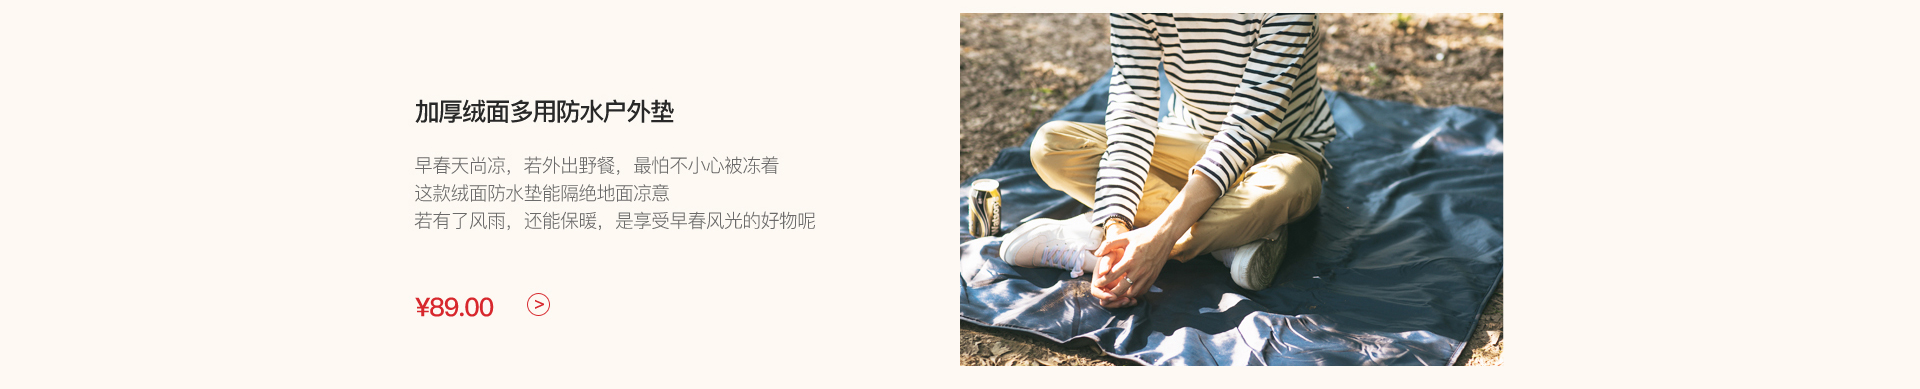 加厚绒面多用防水户外垫
早春天尚凉，若外出野餐，最怕不小心被冻着
这款绒面防水垫能隔绝地面凉意
若有了风雨，还能保暖，是享受早春风光的好物呢
¥89.00 >